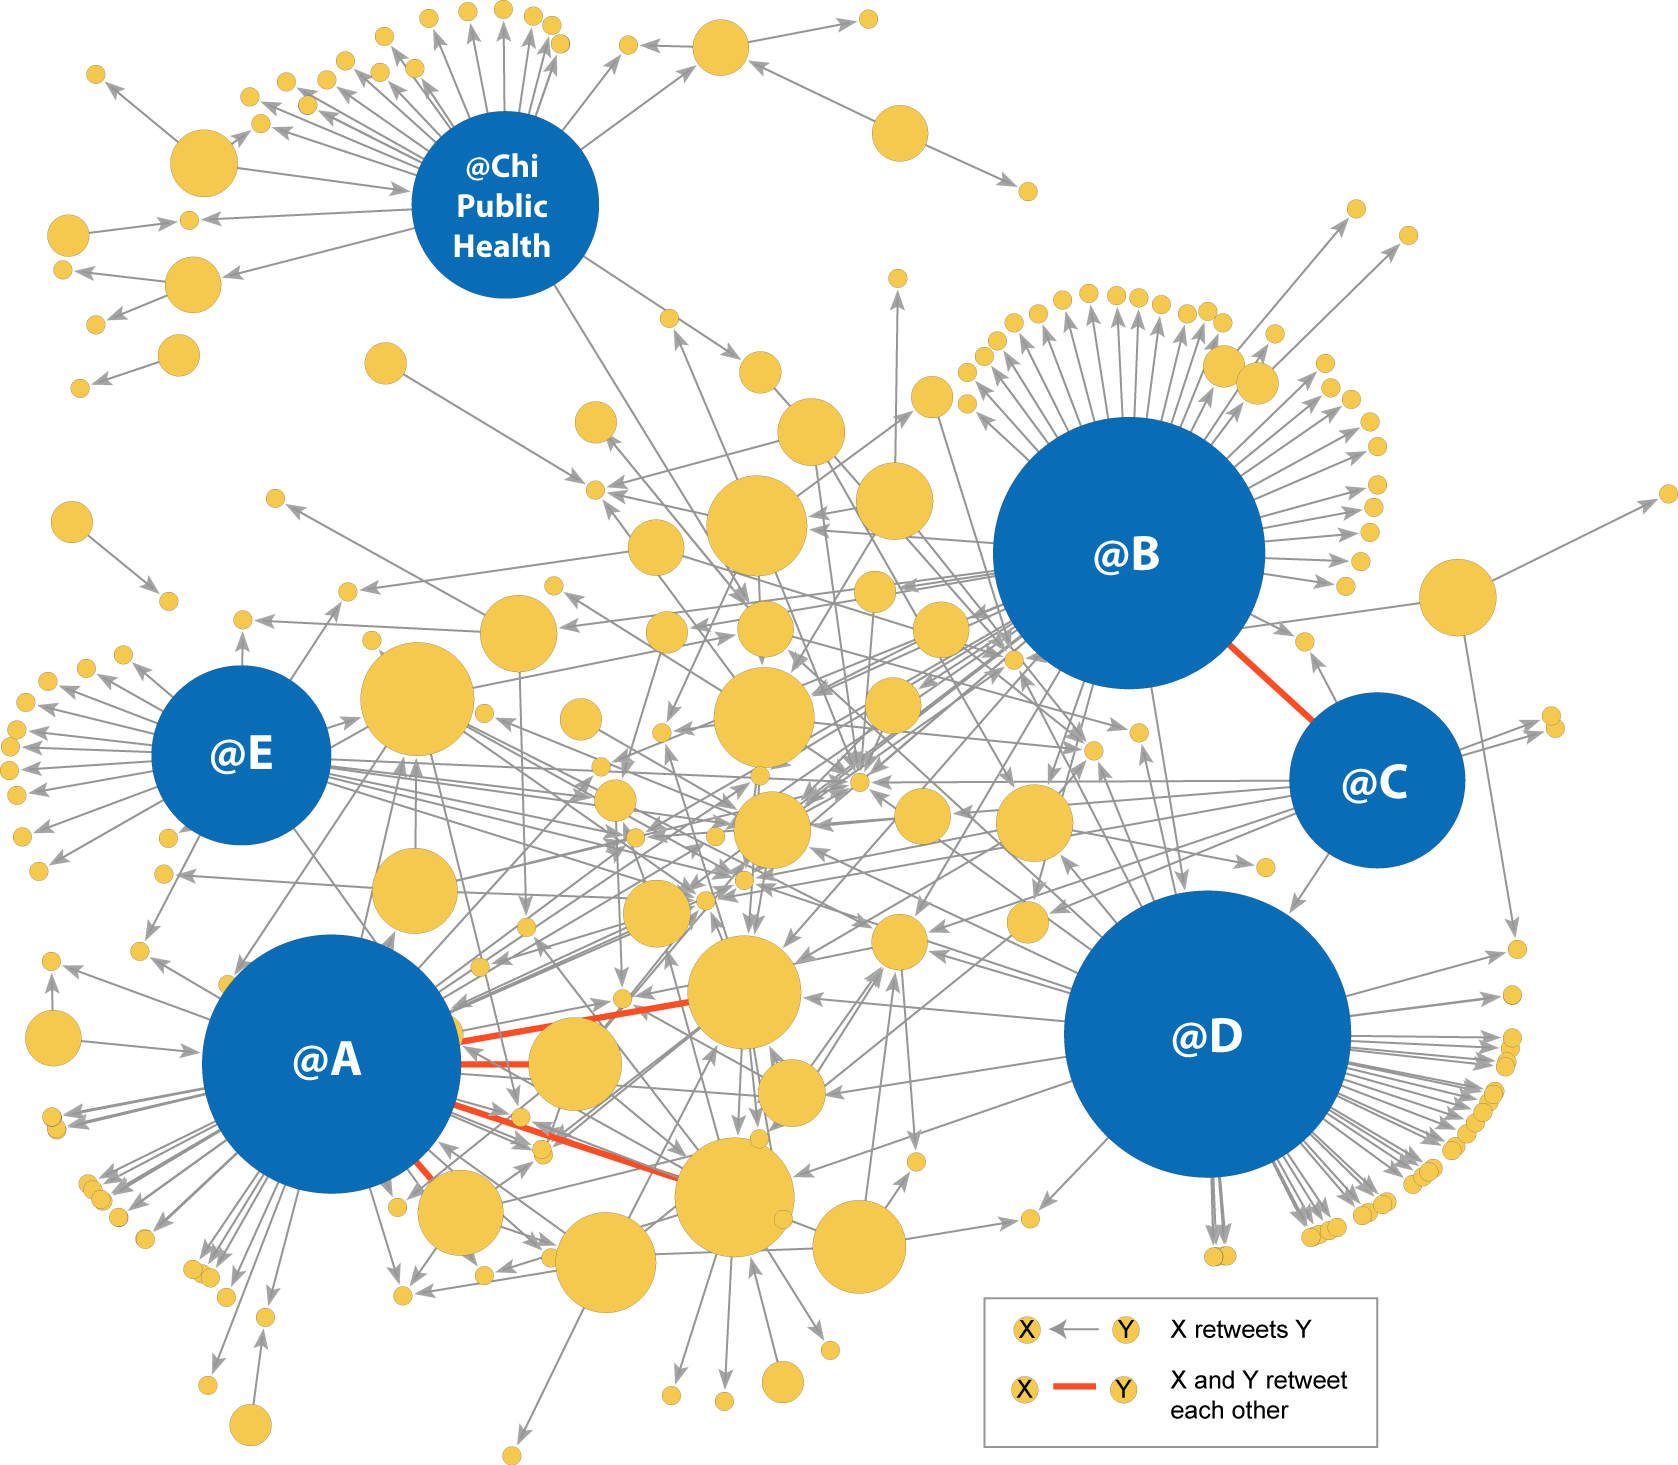 @Chi
Public
Health
@B
@E
@C
@A
@D
X Y X retweets Y
X Y X and Y retweet
each other